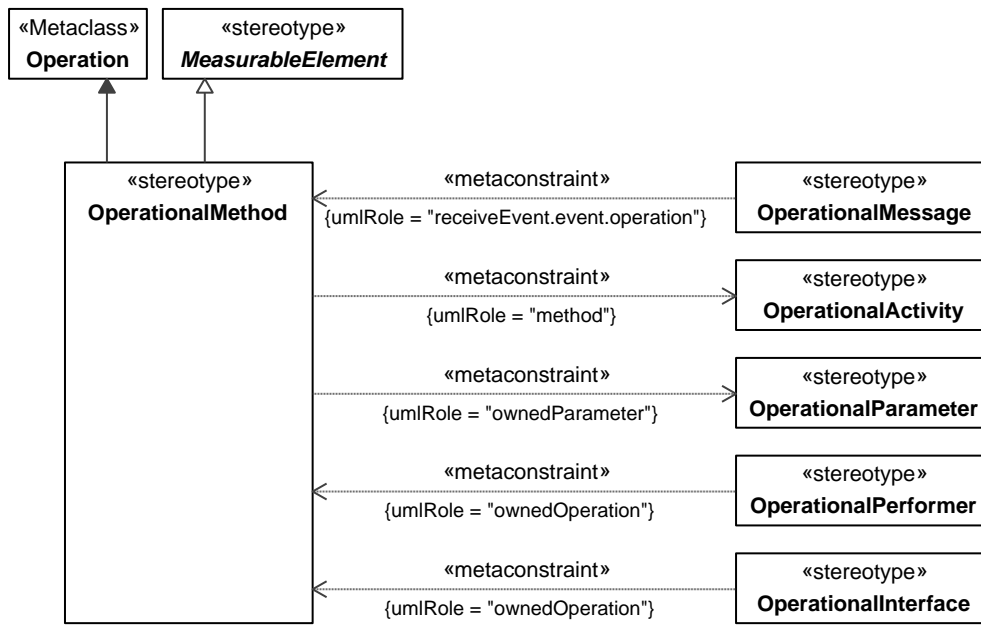 «Metaclass»
Operation
«stereotype»
MeasurableElement
«stereotype»
OperationalMethod
«metaconstraint»
{umlRole = "receiveEvent.event.operation"}
«stereotype»
OperationalMessage
«metaconstraint»
{umlRole = "method"}
«stereotype»
OperationalActivity
«metaconstraint»
{umlRole = "ownedParameter"}
«stereotype»
OperationalParameter
«metaconstraint»
{umlRole = "ownedOperation"}
«stereotype»
OperationalPerformer
«metaconstraint»
{umlRole = "ownedOperation"}
«stereotype»
OperationalInterface